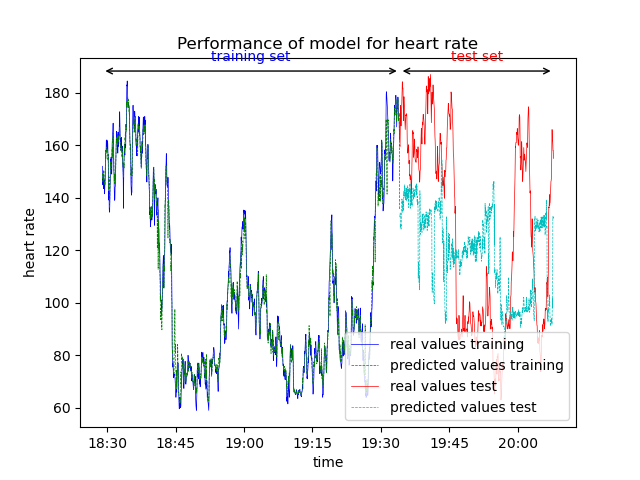 Performance of model for heart rate
training set
test set
180
160
140
120
100
80
60
heart rate
real values raining
predicted values training
real values test
predicted values test
18:30
18:45
19:00
19:15
19:30
19:45
20:00
time